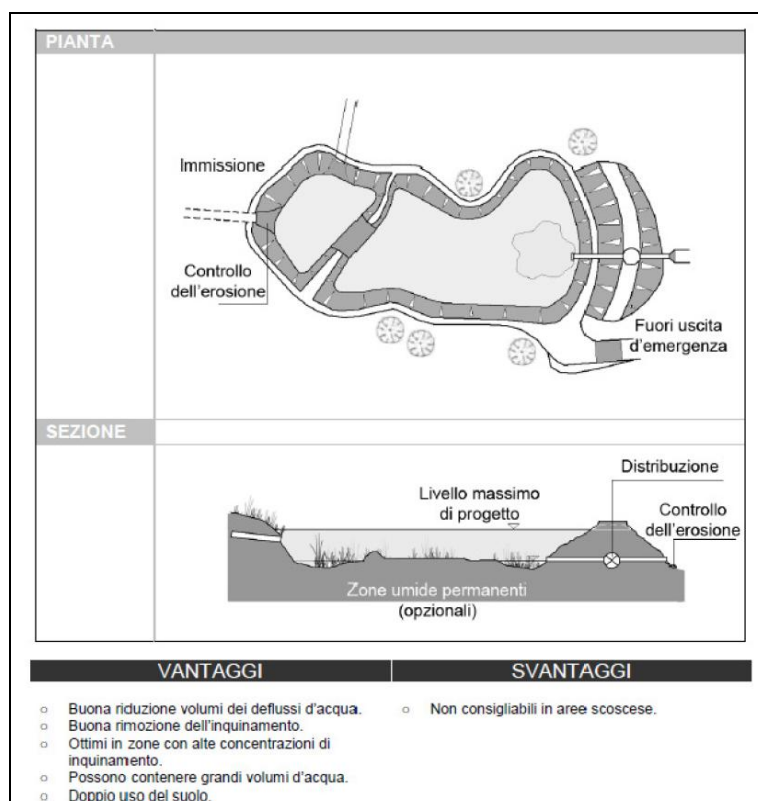 PIANTA
Immissione
Controllo
dell'erosione
Fuori uscita
d'emergenza
SEZIONE
Distribuzione
Livello massimo
di progetto
Controllo
dell'erosione
Zone umide permanenti
(opzionali)
VANTAGGI
SVANTAGGI
○ Buona riduzione volumi dei deflussi d'acqua.
○ Buona rimozione dell'inquinamento.
○ Ottimi in zone con alte concentrazioni di
inquinamento.
○ Possono contenere grandi volumi d'acqua.
○ Doppio uso del suolo.
○ Non consigliabili in aree scoscese.